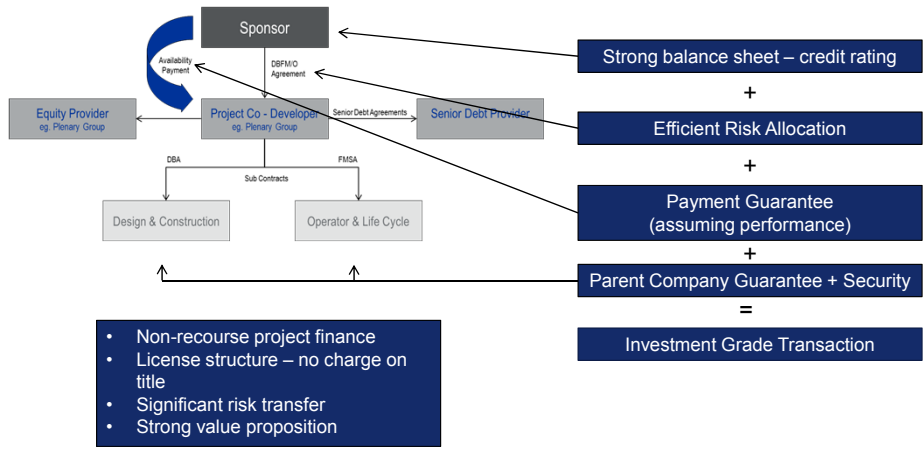 Sponsor
Availability
Payment
DBFM/O
Agreement
Equity Provider
eg. Plenary Group
Project Co - Developer
eg. Plenary Group
Senior Debt Agreements
Senior Debt Provider
DBA
FMSA
Sub Contracts
Design & Construction
Operator & Life Cycle
Strong balance sheet – credit rating
+
Efficient Risk Allocation
+
Payment Guarantee
(assuming performance)
+
Parent Company Guarantee + Security
=
Investment Grade Transaction
• Non-recourse project finance
• License structure – no charge on
title
• Significant risk transfer
• Strong value proposition